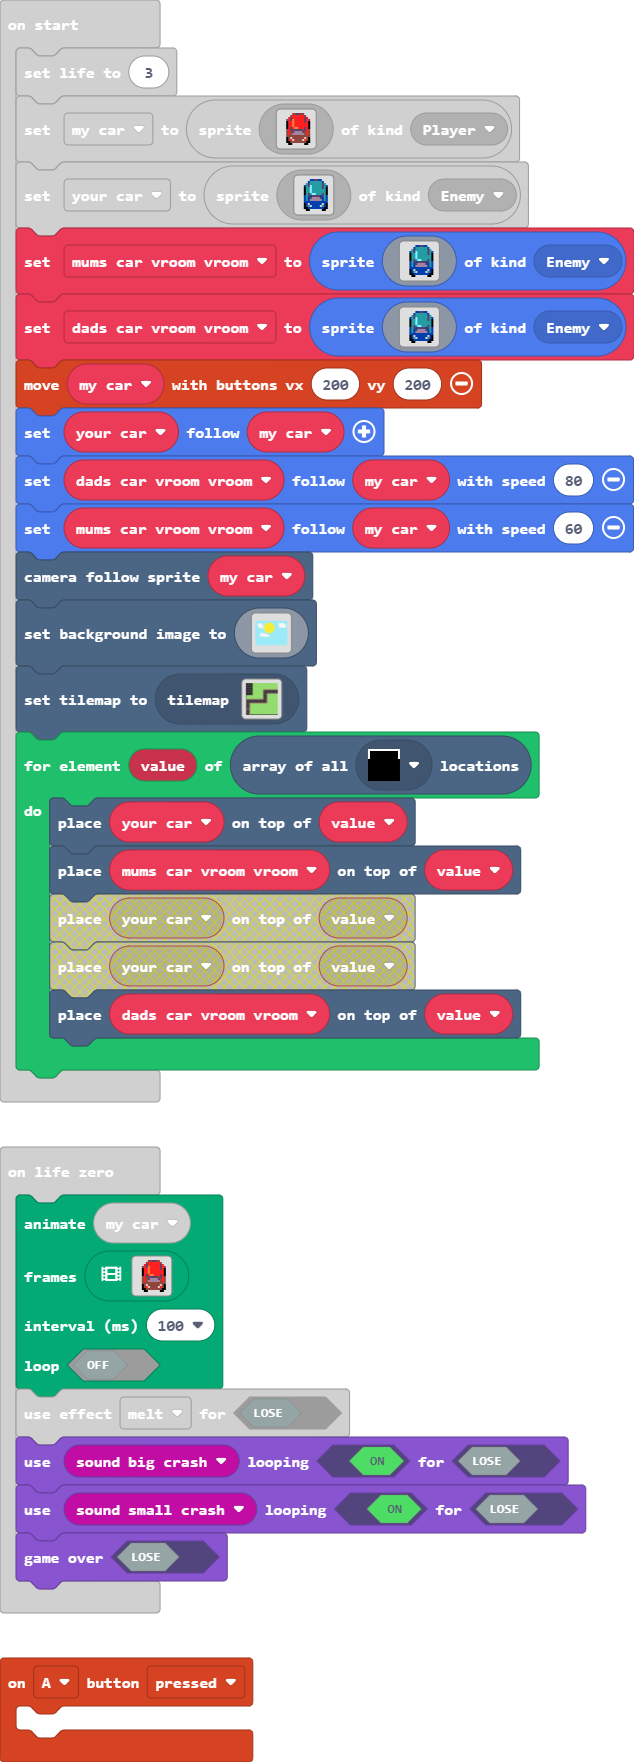 on start
set life to 3
set my car to sprite of kind Player
set your car to sprite of kind Enemy
set mums car vroom vroom to sprite of kind Enemy
set dads car vroom vroom to sprite of kind Enemy
move my car with buttons vx 200 vy 200
set your car follow my car
set dads car vroom vroom follow my car with speed 80
set mums car vroom vroom follow my car with speed 60
camera follow sprite my car
set background image to
set tilemap to tilemap
for element value of array of all locations
do
place your car on top of value
place mums car vroom vroom on top of value
place your car on top of value
place your car on top of value
place dads car vroom vroom on top of value
on life zero
animate my car
frames
interval (ms) 100
loop OFF
use effect melt for LOSE
use sound big crash looping ON for LOSE
use sound small crash looping ON for LOSE
game over LOSE
on A button pressed